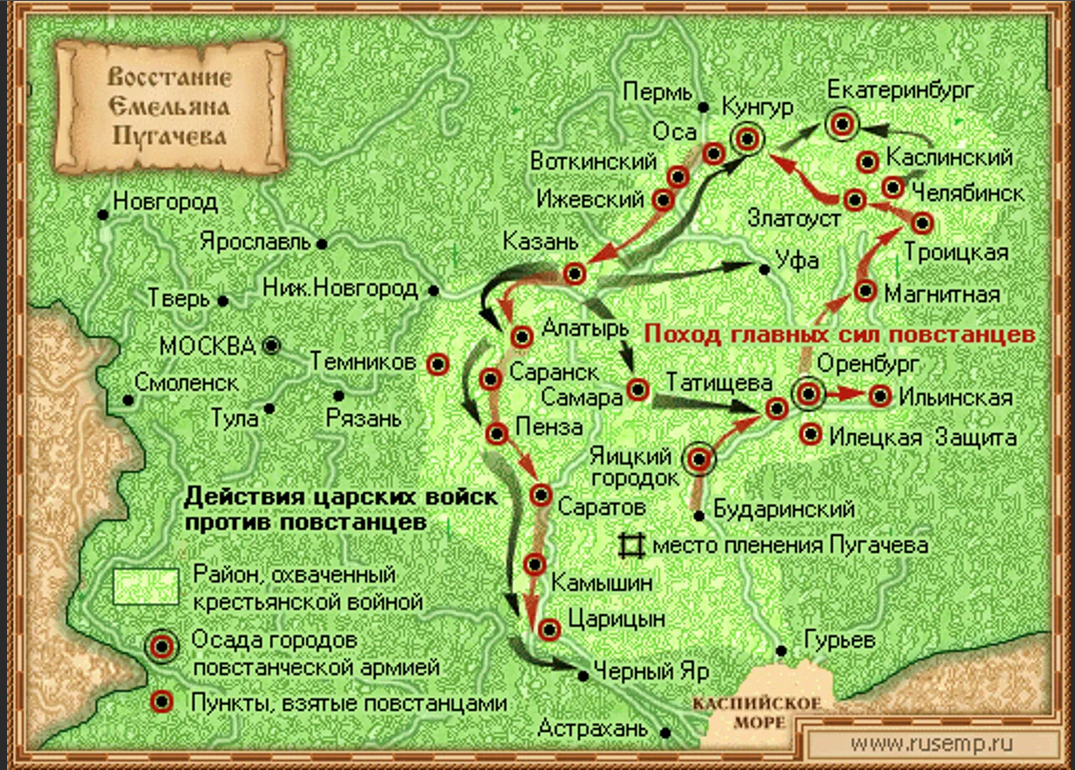 Восстание
Емельяна
Пугачева
Екатеринбург
Пермь
Кунгур
Оса
Воткинский
Каслинский
Ижевский
Челябинск
Новгород
Златоуст
Ярославль
Казань
Троицкая
Уфа
Тверь
Ниж.Новгород
Магнитная
Алатырь
Поход главных сил повстанцев
МОСКВА
Темников
Оренбург
Смоленск
Саранск
Татищева
Самара
Ильинская
Тула
Рязань
Пенза
Илецкая Защита
Яицкий
городок
Действия царских войск
против повстанцев
Саратов
Бударинский
место пленения Пугачева
Район, охваченный
крестьянской войной
Камышин
Царицын
Осада городов
повстанческой армией
Гурьев
Черный Яр
Пункты, взятые повстанцами
КАСПИЙСКОЕ
МОРЕ
Астрахань
www.rusemp.ru